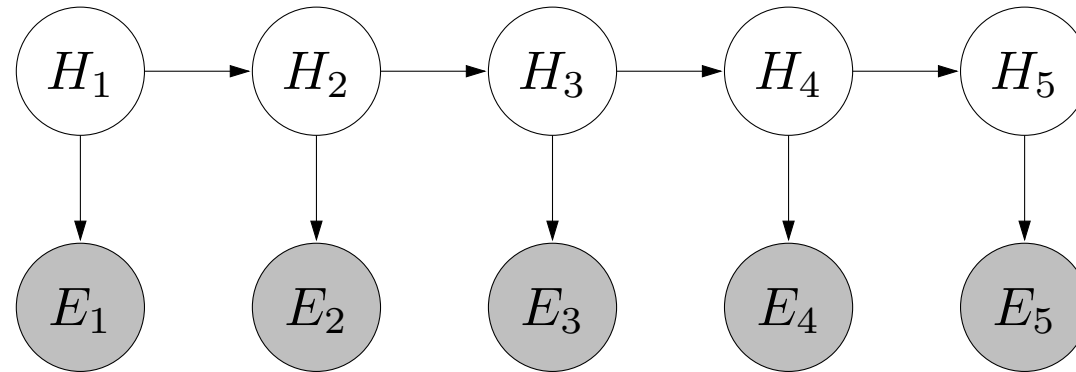 H₁ H₂ H₃ H₄ H₅
E₁ E₂ E₃ E₄ E₅